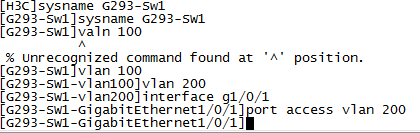 [H3C]sysname G293-SW1
[G293-SW1]sysname G293-SW1
[G293-SW1]valn 100
^
% Unrecognized command found at '^' position.
[G293-SW1]vlan 100
[G293-SW1-vlan100]vlan 200
[G293-SW1-vlan200]interface g1/0/1
[G293-SW1-GigabitEthernet1/0/1]port access vlan 200
[G293-SW1-GigabitEthernet1/0/1]